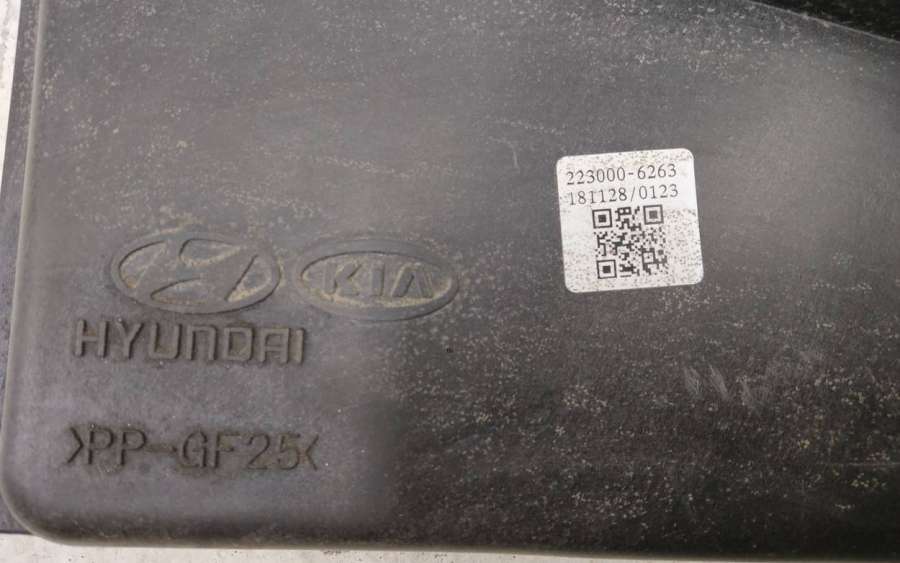 223000-6263
181128/0123
KIA
HYUNDAI
>PP-GF25<